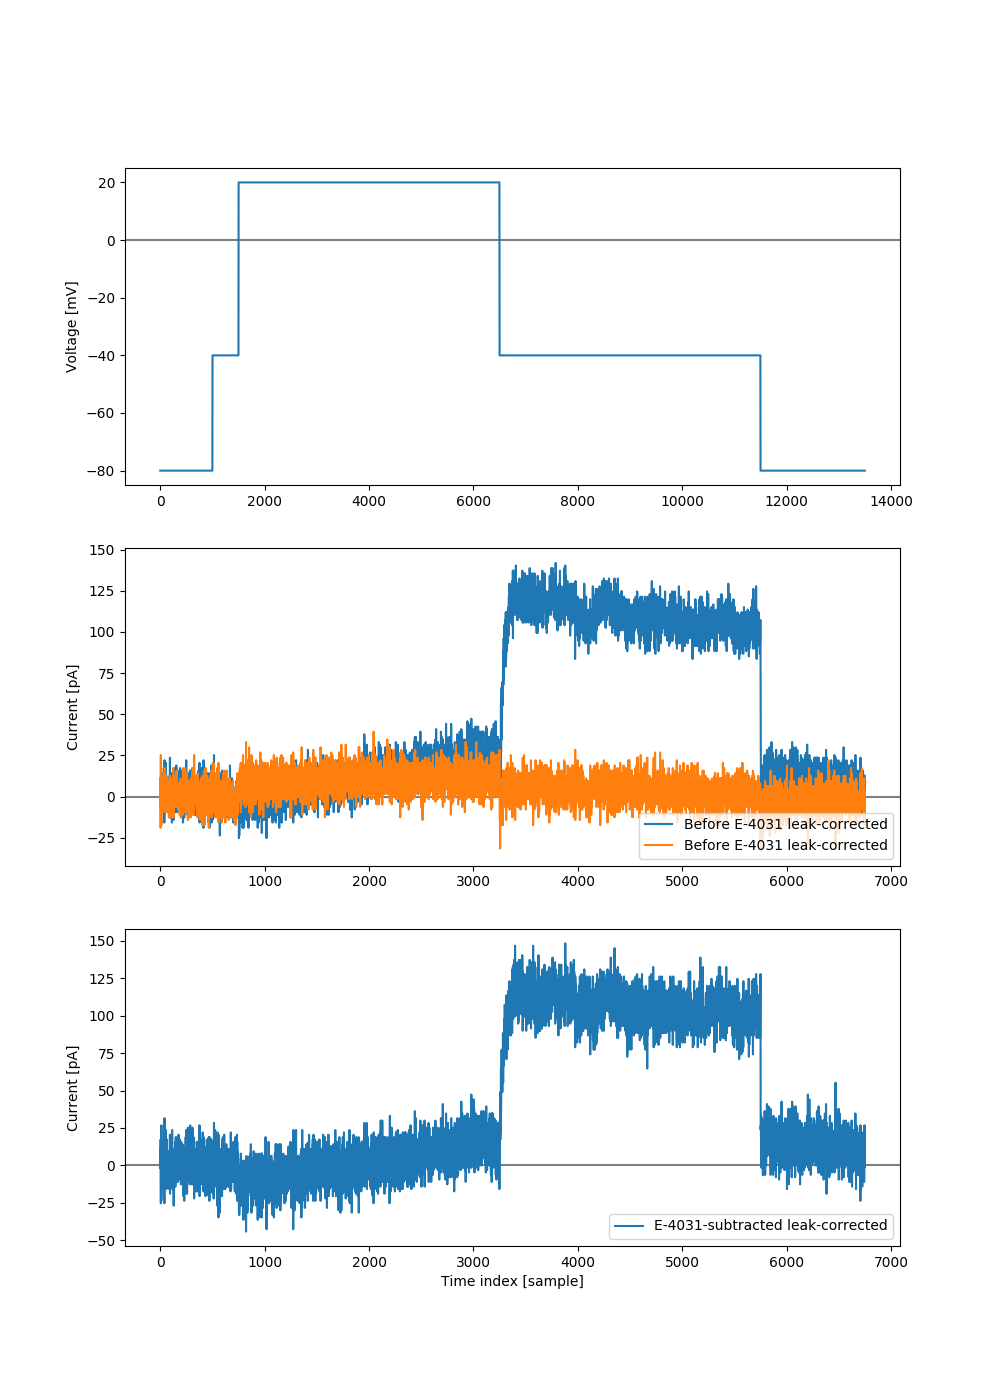 20
0
−20
−40
−60
−80
Voltage [mV]
0 2000 4000 6000 8000 10000 12000 14000
150
125
100
75
50
25
0
−25
Current [pA]
Before E-4031 leak-corrected
Before E-4031 leak-corrected
0 1000 2000 3000 4000 5000 6000 7000
150
125
100
75
50
25
0
−25
−50
Current [pA]
E-4031-subtracted leak-corrected
0 1000 2000 3000 4000 5000 6000 7000
Time index [sample]